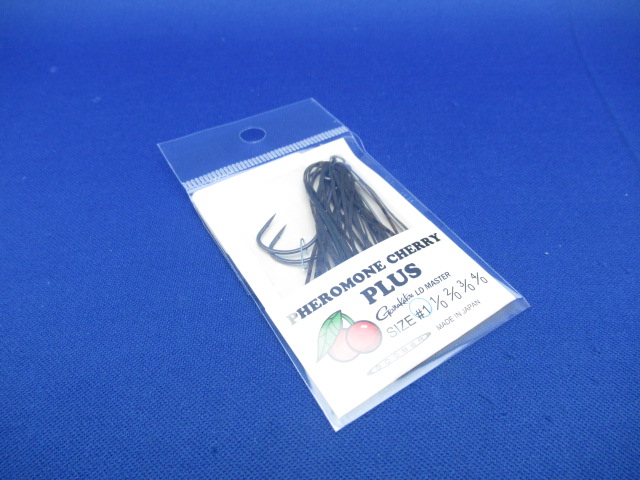 PHEROMONE CHERRY
PLUS
Gamakatsu LD MASTER
SIZE #1 1/0 2/0 3/0 4/0
MADE IN JAPAN